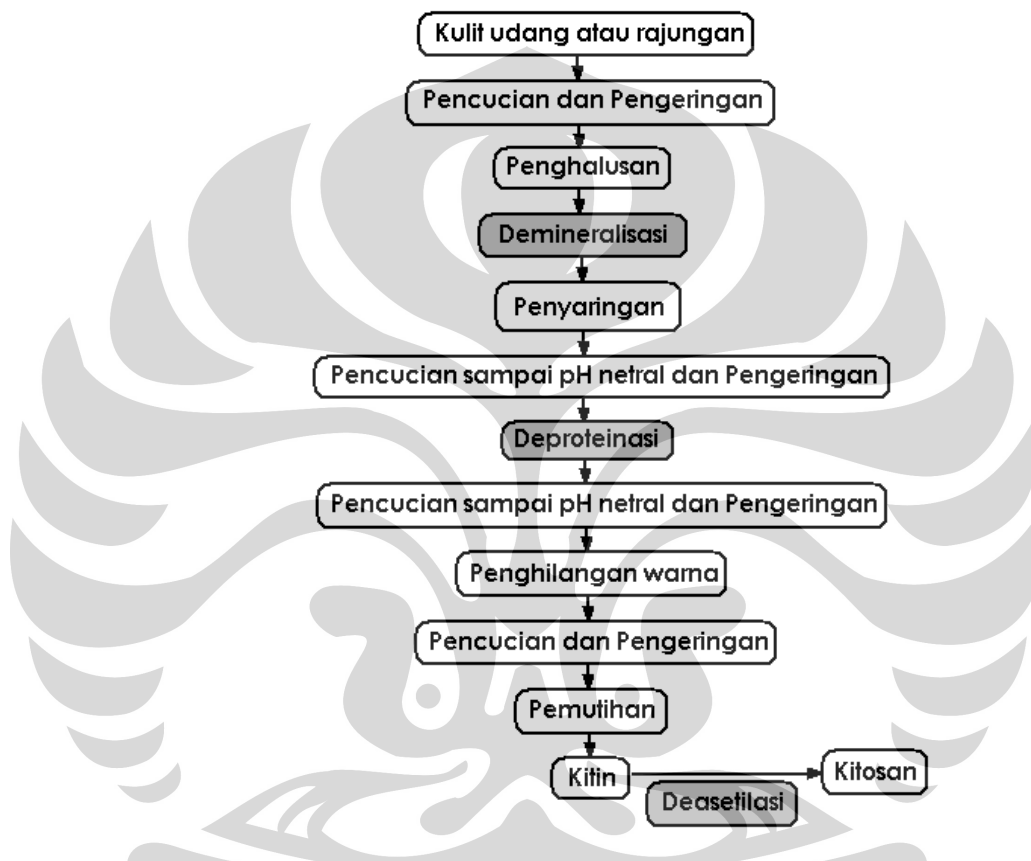 Kulit udang atau rajungan
Pencucian dan Pengeringan
Penghalusan
Demineralisasi
Penyaringan
Pencucian sampai pH netral dan Pengeringan
Deproteinasi
Pencucian sampai pH netral dan Pengeringan
Penghilangan warna
Pencucian dan Pengeringan
Pemutihan
Kitin
Kitosan
Deasetilasi